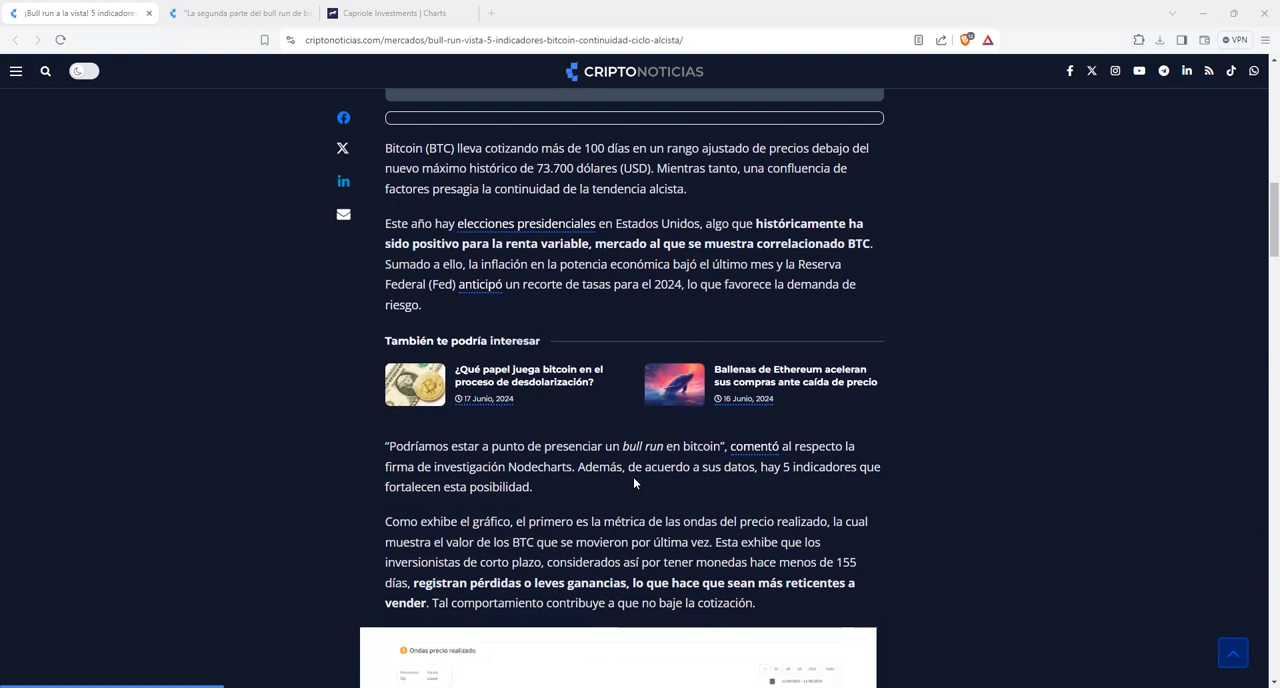 ¡Bull run a la vista! 5 indicadores
"La segunda parte del bull run de bi
Capriole Investments | Charts
criptonoticias.com/mercados/bull-run-vista-5-indicadores-bitcoin-continuidad-ciclo-alcista/
VPN
CRIPTONOTICIAS
Bitcoin (BTC) lleva cotizando más de 100 días en un rango ajustado de precios debajo del
nuevo máximo histórico de 73.700 dólares (USD). Mientras tanto, una confluencia de
factores presagia la continuidad de la tendencia alcista.
Este año hay elecciones presidenciales en Estados Unidos, algo que históricamente ha
sido positivo para la renta variable, mercado al que se muestra correlacionado BTC.
Sumado a ello, la inflación en la potencia económica bajó el último mes y la Reserva
Federal (Fed) anticipó un recorte de tasas para el 2024, lo que favorece la demanda de
riesgo.
También te podría interesar
¿Qué papel juega bitcoin en el
proceso de desdolarización?
17 Junio, 2024
Ballenas de Ethereum aceleran
sus compras ante caída de precio
16 Junio, 2024
“Podríamos estar a punto de presenciar un bull run en bitcoin”, comentó al respecto la
firma de investigación Nodecharts. Además, de acuerdo a sus datos, hay 5 indicadores que
fortalecen esta posibilidad.
Como exhibe el gráfico, el primero es la métrica de las ondas del precio realizado, la cual
muestra el valor de los BTC que se movieron por última vez. Esta exhibe que los
inversionistas de corto plazo, considerados así por tener monedas hace menos de 155
días, registran pérdidas o leves ganancias, lo que hace que sean más reticentes a
vender. Tal comportamiento contribuye a que no baje la cotización.
Ondas precio realizado